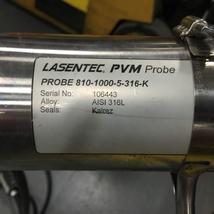 LASENTEC PVM Probe
PROBE 810-1000-5-316-K
Serial No: 106443
Alloy: AISI 316L
Seals: Kalrez